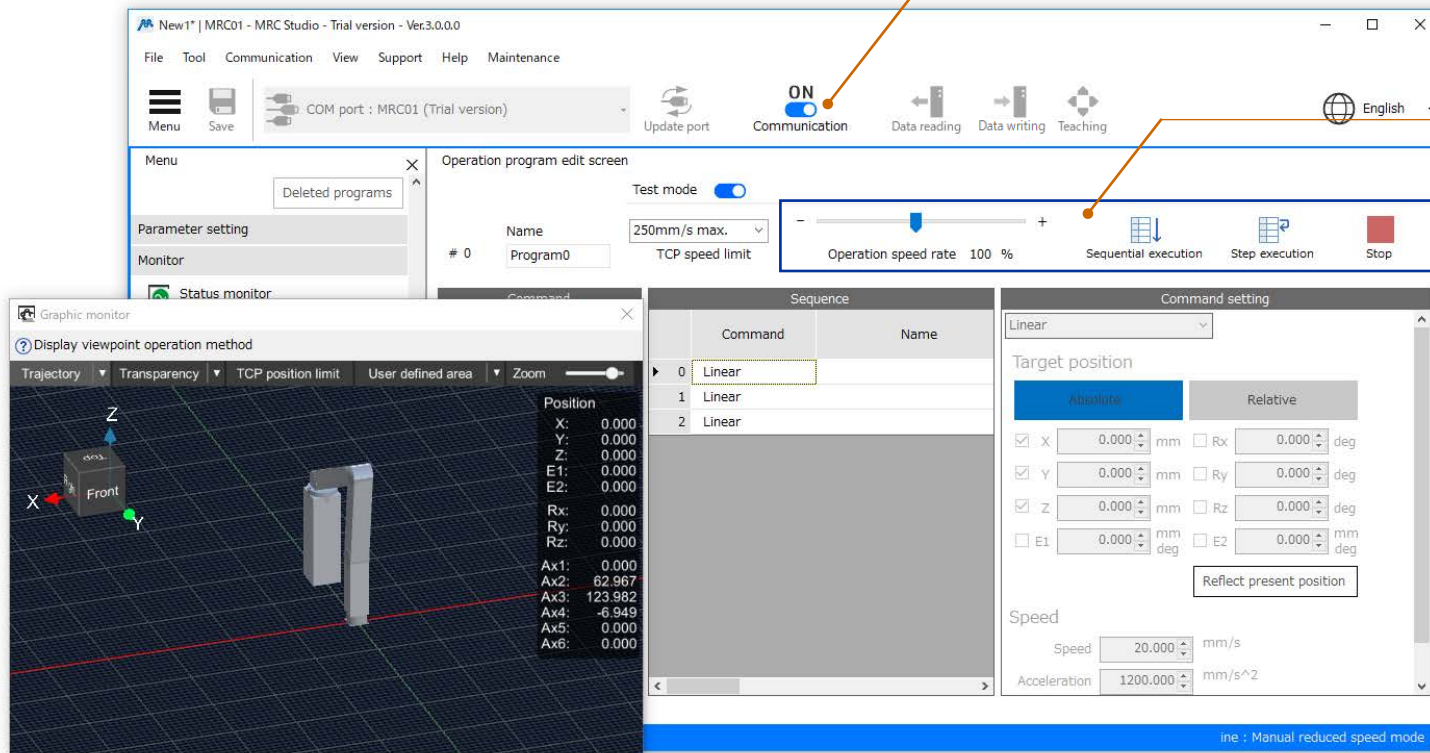 New1* | MRC01 - MRC Studio - Trial version - Ver.3.0.0.0
File Tool Communication View Support Help Maintenance
Menu
Save
COM port : MRC01 (Trial version)
Update port
ON
Communication
Data reading
Data writing
Teaching
English
Menu
Deleted programs
Parameter setting
Monitor
Status monitor
Operation program edit screen
Test mode
# 0
Name
Program0
250mm/s max.
TCP speed limit
- +
Operation speed rate 100 %
Sequential execution
Step execution
Stop
Command
Sequence
Command Name
0 Linear
1 Linear
2 Linear
Command setting
Linear
Target position
Absolute Relative
X 0.000 mm Rx 0.000 deg
Y 0.000 mm Ry 0.000 deg
Z 0.000 mm Rz 0.000 deg
E1 0.000 mm deg E2 0.000 mm deg
Reflect present position
Speed
Speed 20.000 mm/s
Acceleration 1200.000 mm/s^2
Graphic monitor
Display viewpoint operation method
Trajectory Transparency TCP position limit User defined area Zoom
Z
Top
Right
Front
X
Y
Position
X: 0.000
Y: 0.000
Z: 0.000
E1: 0.000
E2: 0.000
Rx: 0.000
Ry: 0.000
Rz: 0.000
Ax1: 0.000
Ax2: 62.967
Ax3: 123.982
Ax4: -6.949
Ax5: 0.000
Ax6: 0.000
ine : Manual reduced speed mode